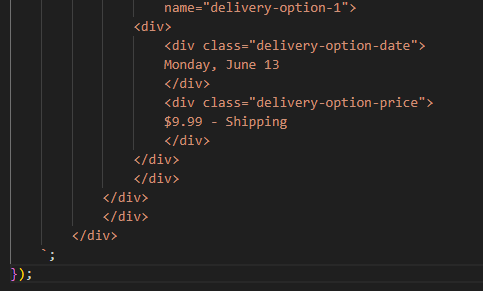 name="delivery-option-1">
<div>
<div class="delivery-option-date">
Monday, June 13
</div>
<div class="delivery-option-price">
$9.99 - Shipping
</div>
</div>
</div>
</div>
</div>
</div>
`;
});